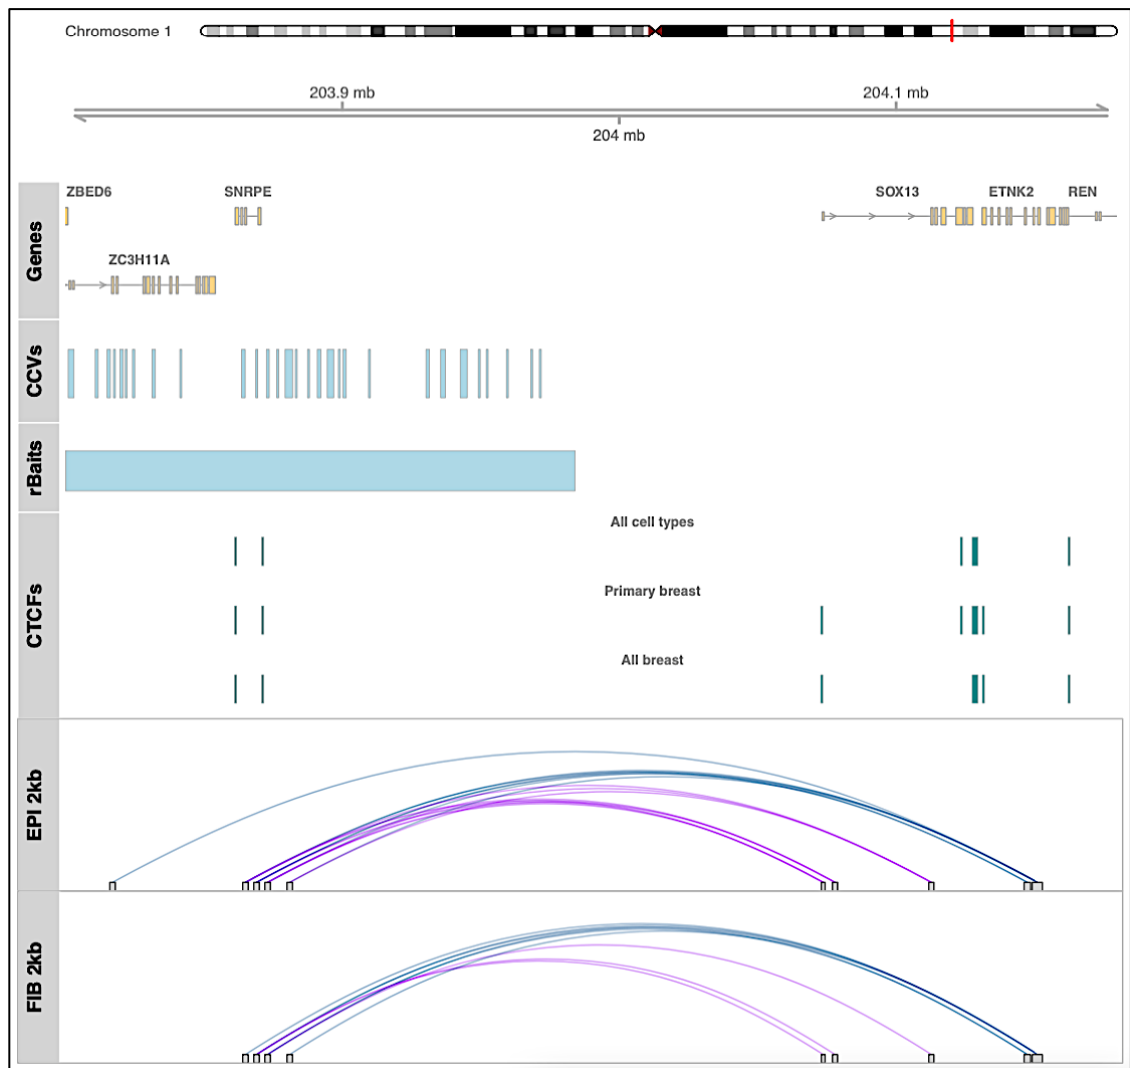 Chromosome 1
203.9 mb
204.1 mb
204 mb
Genes
ZBED6
SNRPE
SOX13
ETNK2
REN
ZC3H11A
CCVs
rBaits
CTCFs
All cell types
Primary breast
All breast
EPI 2kb
FIB 2kb